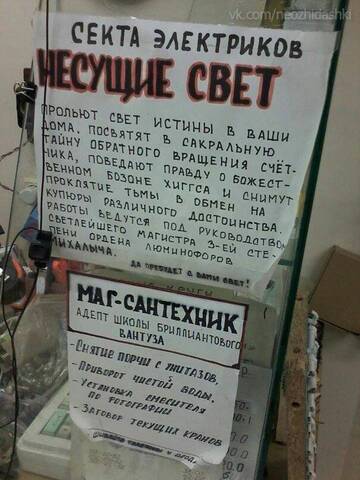 vk.com/neozhidashki
СЕКТА ЭЛЕКТРИКОВ
НЕСУЩИЕ СВЕТ
ПРОЛЬЮТ СВЕТ ИСТИНЫ В ВАШИ
ДОМА, ПОСВЯТЯТ В САКРАЛЬНУЮ
ТАЙНУ ОБРАТНОГО ВРАЩЕНИЯ СЧЁТ-
ЧИКА, ПОВЕДАЮТ ПРАВДУ О БОЖЕСТ-
ВЕННОМ БОЗОНЕ ХИГГСА И СНИМУТ
ПРОКЛЯТИЕ ТЬМЫ В ОБМЕН НА
КУПЮРЫ РАЗЛИЧНОГО ДОСТОИНСТВА.
РАБОТЫ ВЕДУТСЯ ПОД РУКОВОДСТВОМ
СВЕТЛЕЙШЕГО МАГИСТРА 3-ЕЙ СТЕ-
ПЕНИ ОРДЕНА ЛЮМИНОФОРОВ
МИХАЛЫЧА.
ДА ПРЕБУДЕТ С ВАМИ СВЕТ!
МАГ-САНТЕХНИК
АДЕПТ ШКОЛЫ БРИЛЛИАНТОВОГО
ВАНТУЗА
- СНЯТИЕ ПОРЧИ С УНИТАЗОВ.
- ПРИВОРОТ ЧИСТОЙ ВОДЫ.
- УСТАНОВКА СМЕСИТЕЛЯ
ПО ФОТОГРАФИИ
- ЗАГОВОР ТЕКУЩИХ КРАНОВ